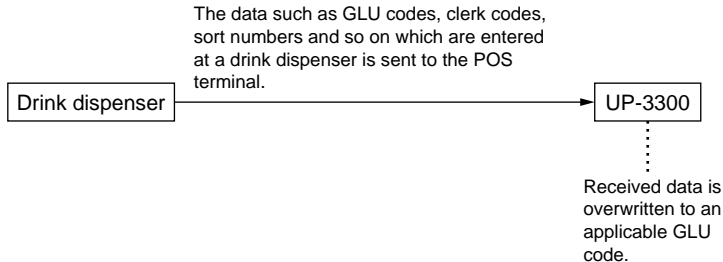 The data such as GLU codes, clerk codes,
sort numbers and so on which are entered
at a drink dispenser is sent to the POS
terminal.
Drink dispenser
UP-3300
Received data is
overwritten to an
applicable GLU
code.